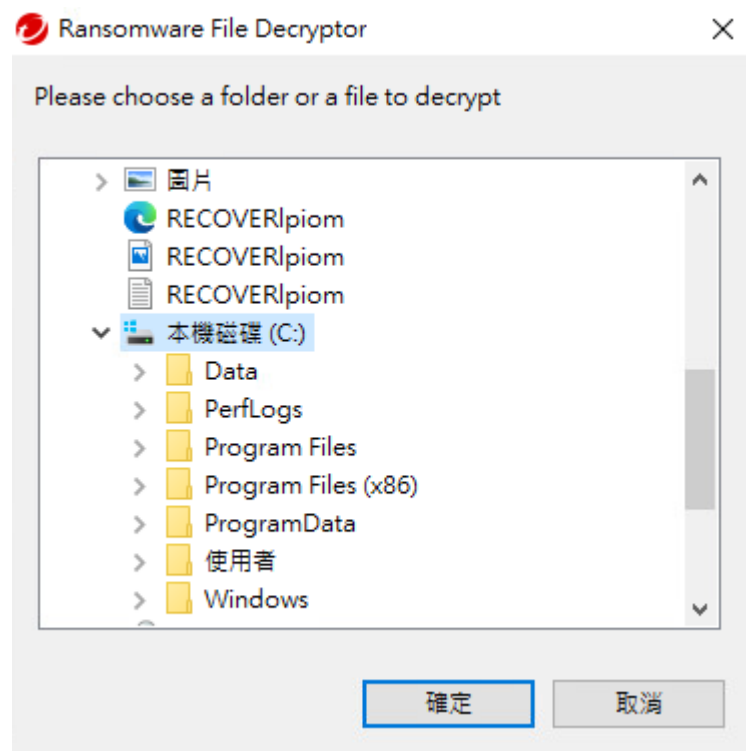 Ransomware File Decryptor
Please choose a folder or a file to decrypt
圖片
RECOVERlpiom
RECOVERlpiom
RECOVERlpiom
本機磁碟 (C:)
Data
PerfLogs
Program Files
Program Files (x86)
ProgramData
使用者
Windows
確定
取消